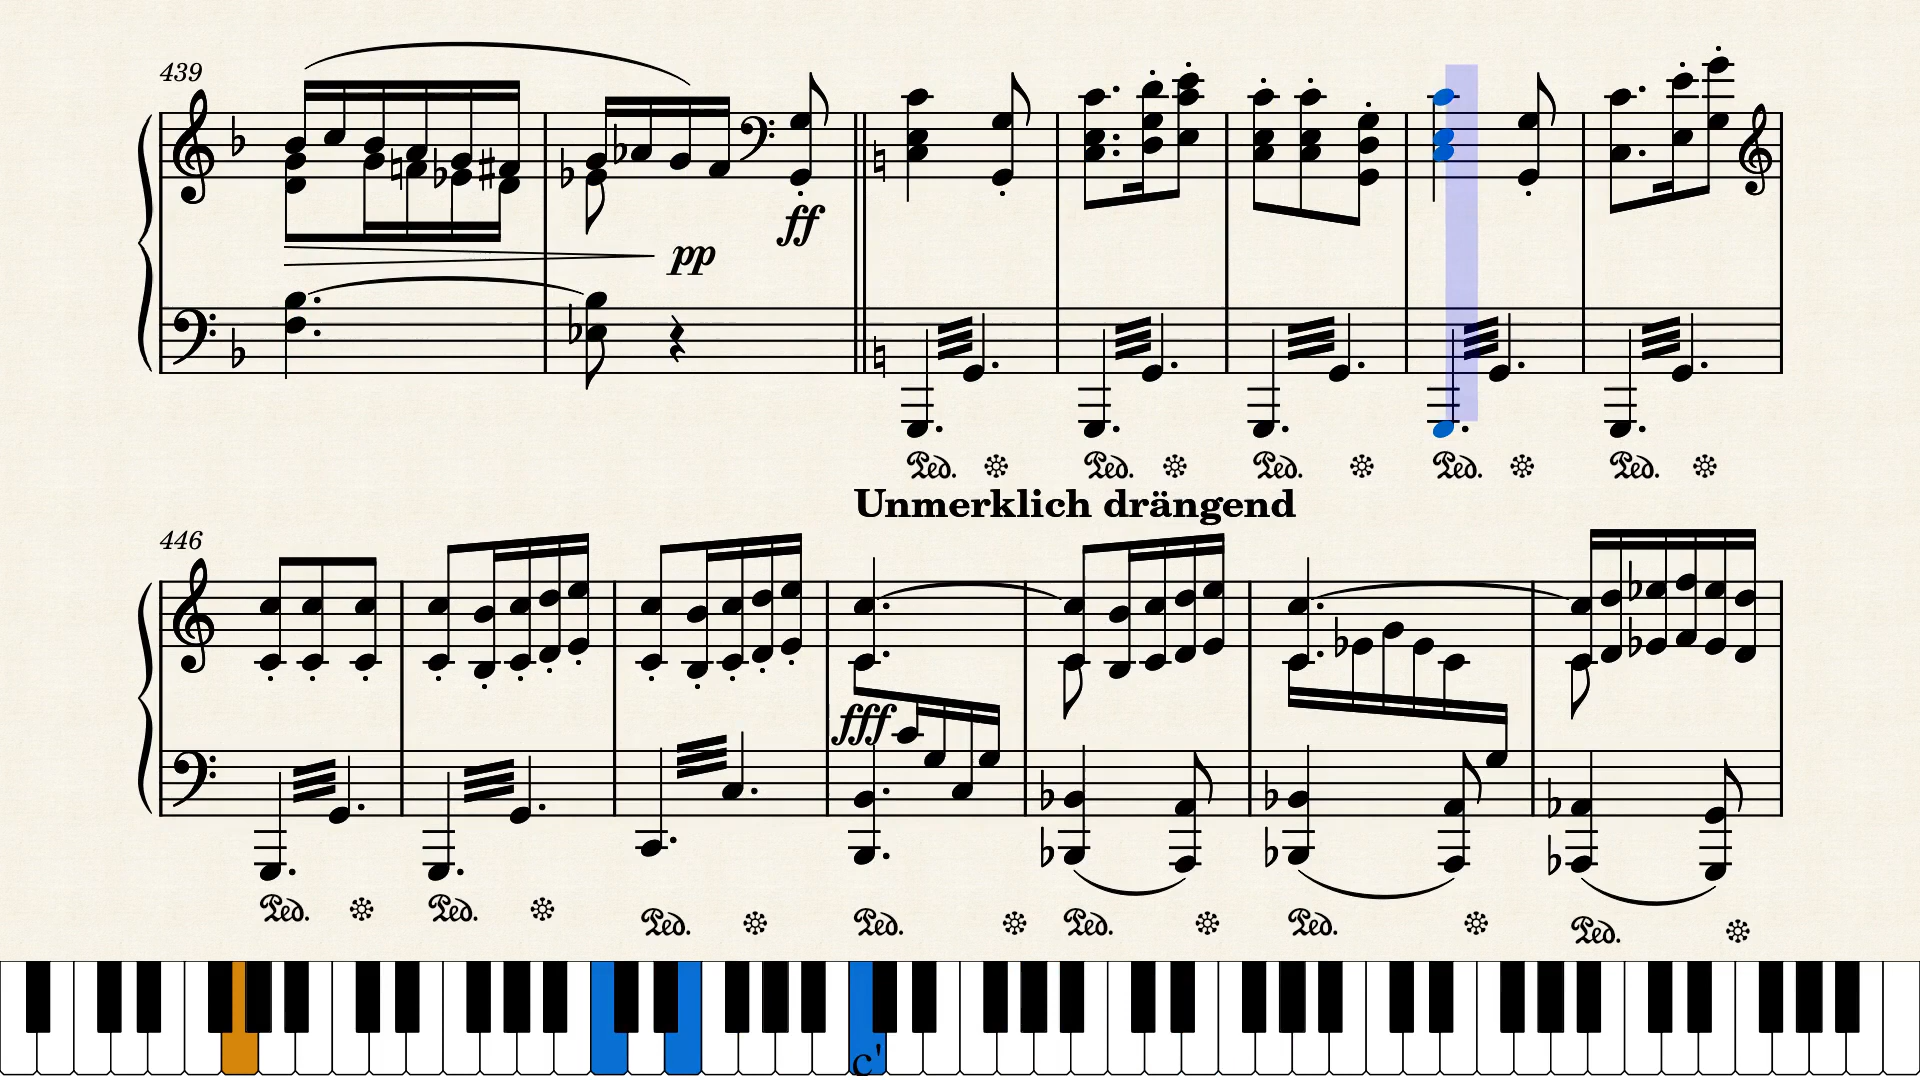 439
ff
pp
Ped. Ped. Ped. Ped. Ped.
Unmerklich drängend
446
fff
Ped. Ped. Ped. Ped. Ped. Ped. Ped.
c'